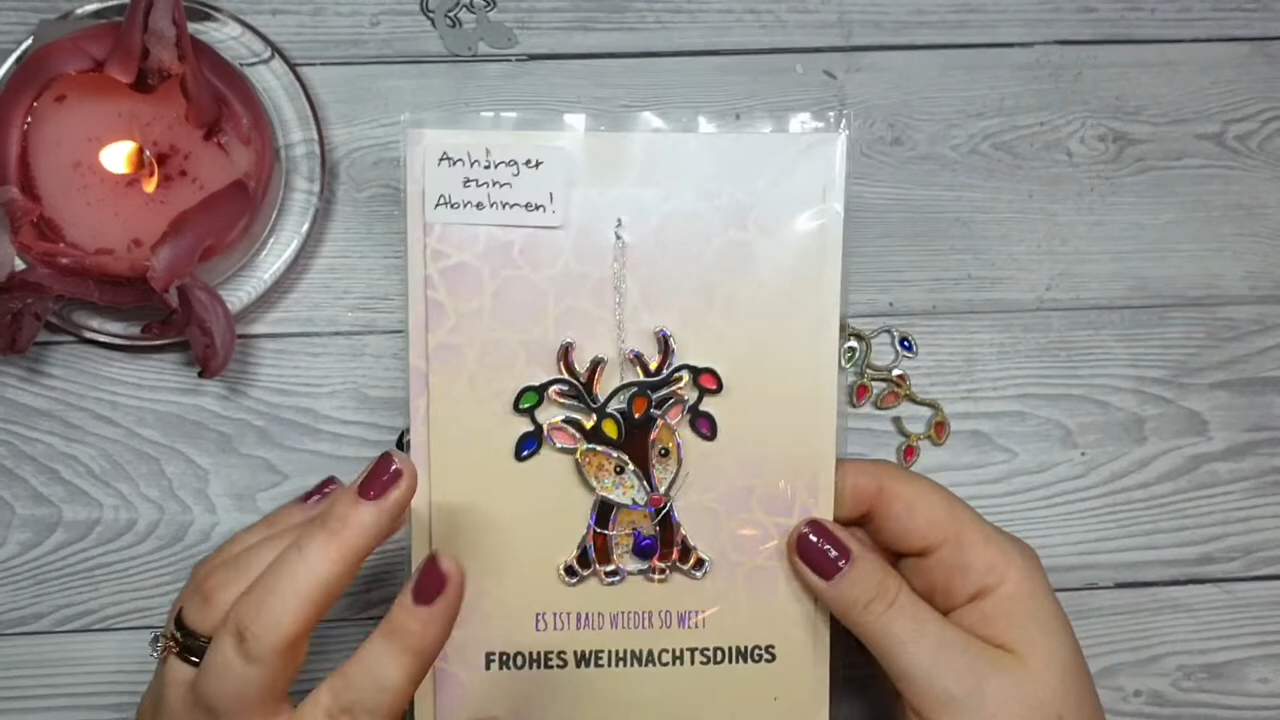 Anhänger
zum
Abnehmen!
ES IST BALD WIEDER SO WEIT
FROHES WEIHNACHTSDINGS